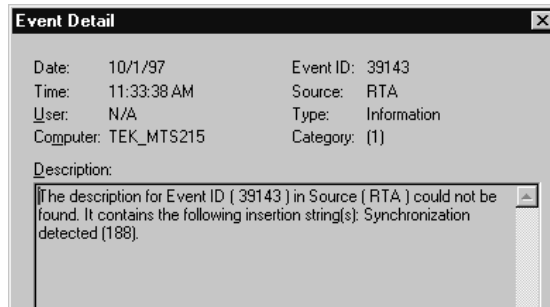 Event Detail
Date: 10/1/97 Event ID: 39143
Time: 11:33:38 AM Source: RTA
User: N/A Type: Information
Computer: TEK_MTS215 Category: (1)
Description:
The description for Event ID ( 39143 ) in Source ( RTA ) could not be
found. It contains the following insertion string(s): Synchronization
detected (188).